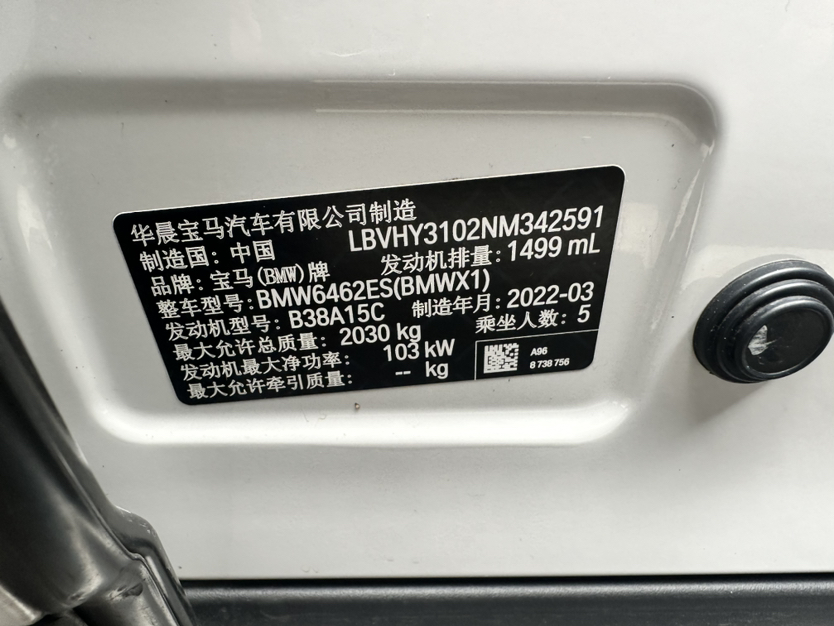 华晨宝马汽车有限公司制造
制造国：中国 LBVHY3102NM342591
品牌：宝马(BMW)牌 发动机排量：1499 mL
整车型号：BMW6462ES(BMWX1)
发动机型号：B38A15C 制造年月：2022-03
最大允许总质量：2030 kg 乘坐人数：5
发动机最大净功率：103 kW
最大允许牵引质量：-- kg
A96
8 738 756